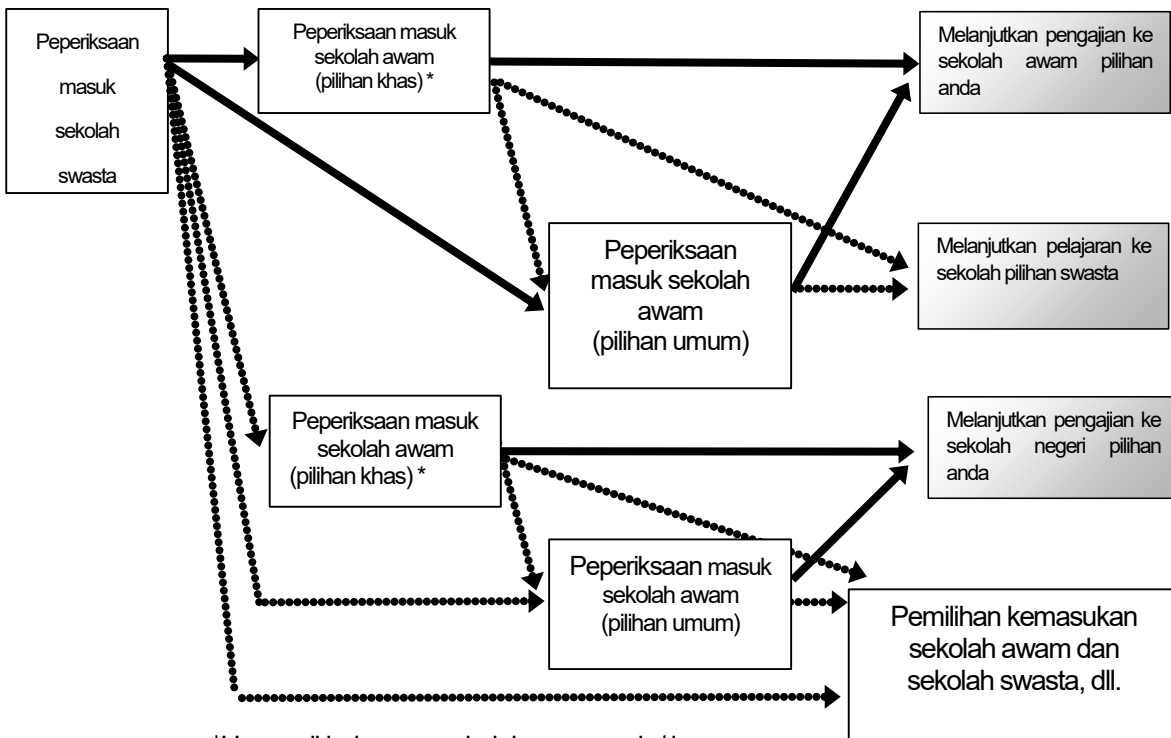 Peperiksaan
masuk
sekolah
swasta
Peperiksaan masuk
sekolah awam
(pilihan khas) *
Melanjutkan pengajian ke
sekolah awam pilihan
anda
Peperiksaan
masuk sekolah
awam
(pilihan umum)
Melanjutkan pelajaran ke
sekolah pilihan swasta
Peperiksaan masuk
sekolah awam
(pilihan khas) *
Melanjutkan pengajian ke
sekolah negeri pilihan
anda
Peperiksaan masuk
sekolah awam
(pilihan umum)
Pemilihan kemasukan
sekolah awam dan
sekolah swasta, dll.